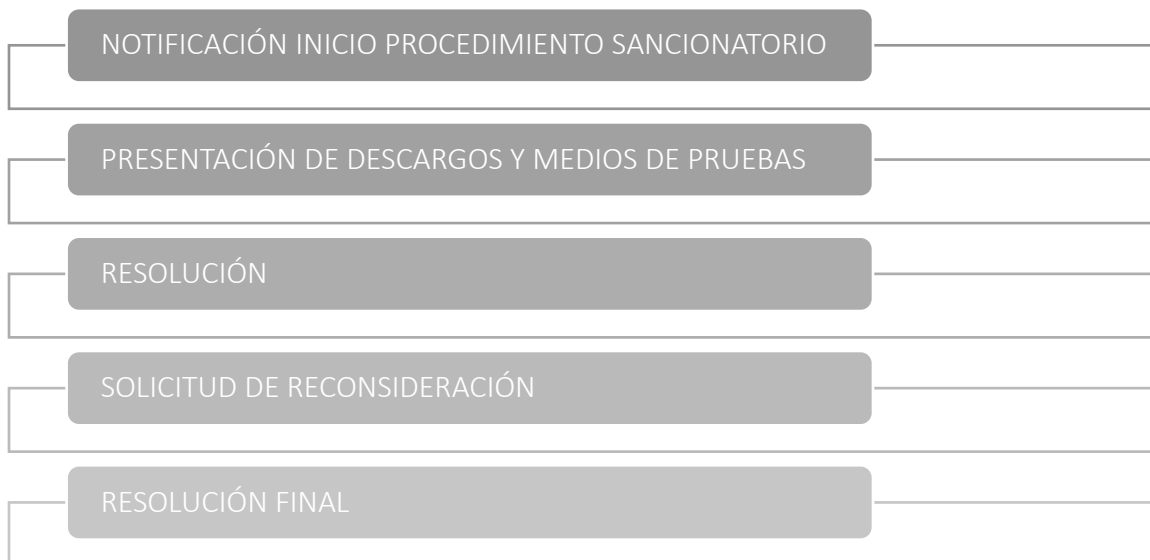 NOTIFICACIÓN INICIO PROCEDIMIENTO SANCIONATORIO
PRESENTACIÓN DE DESCARGOS Y MEDIOS DE PRUEBAS
RESOLUCIÓN
SOLICITUD DE RECONSIDERACIÓN
RESOLUCIÓN FINAL